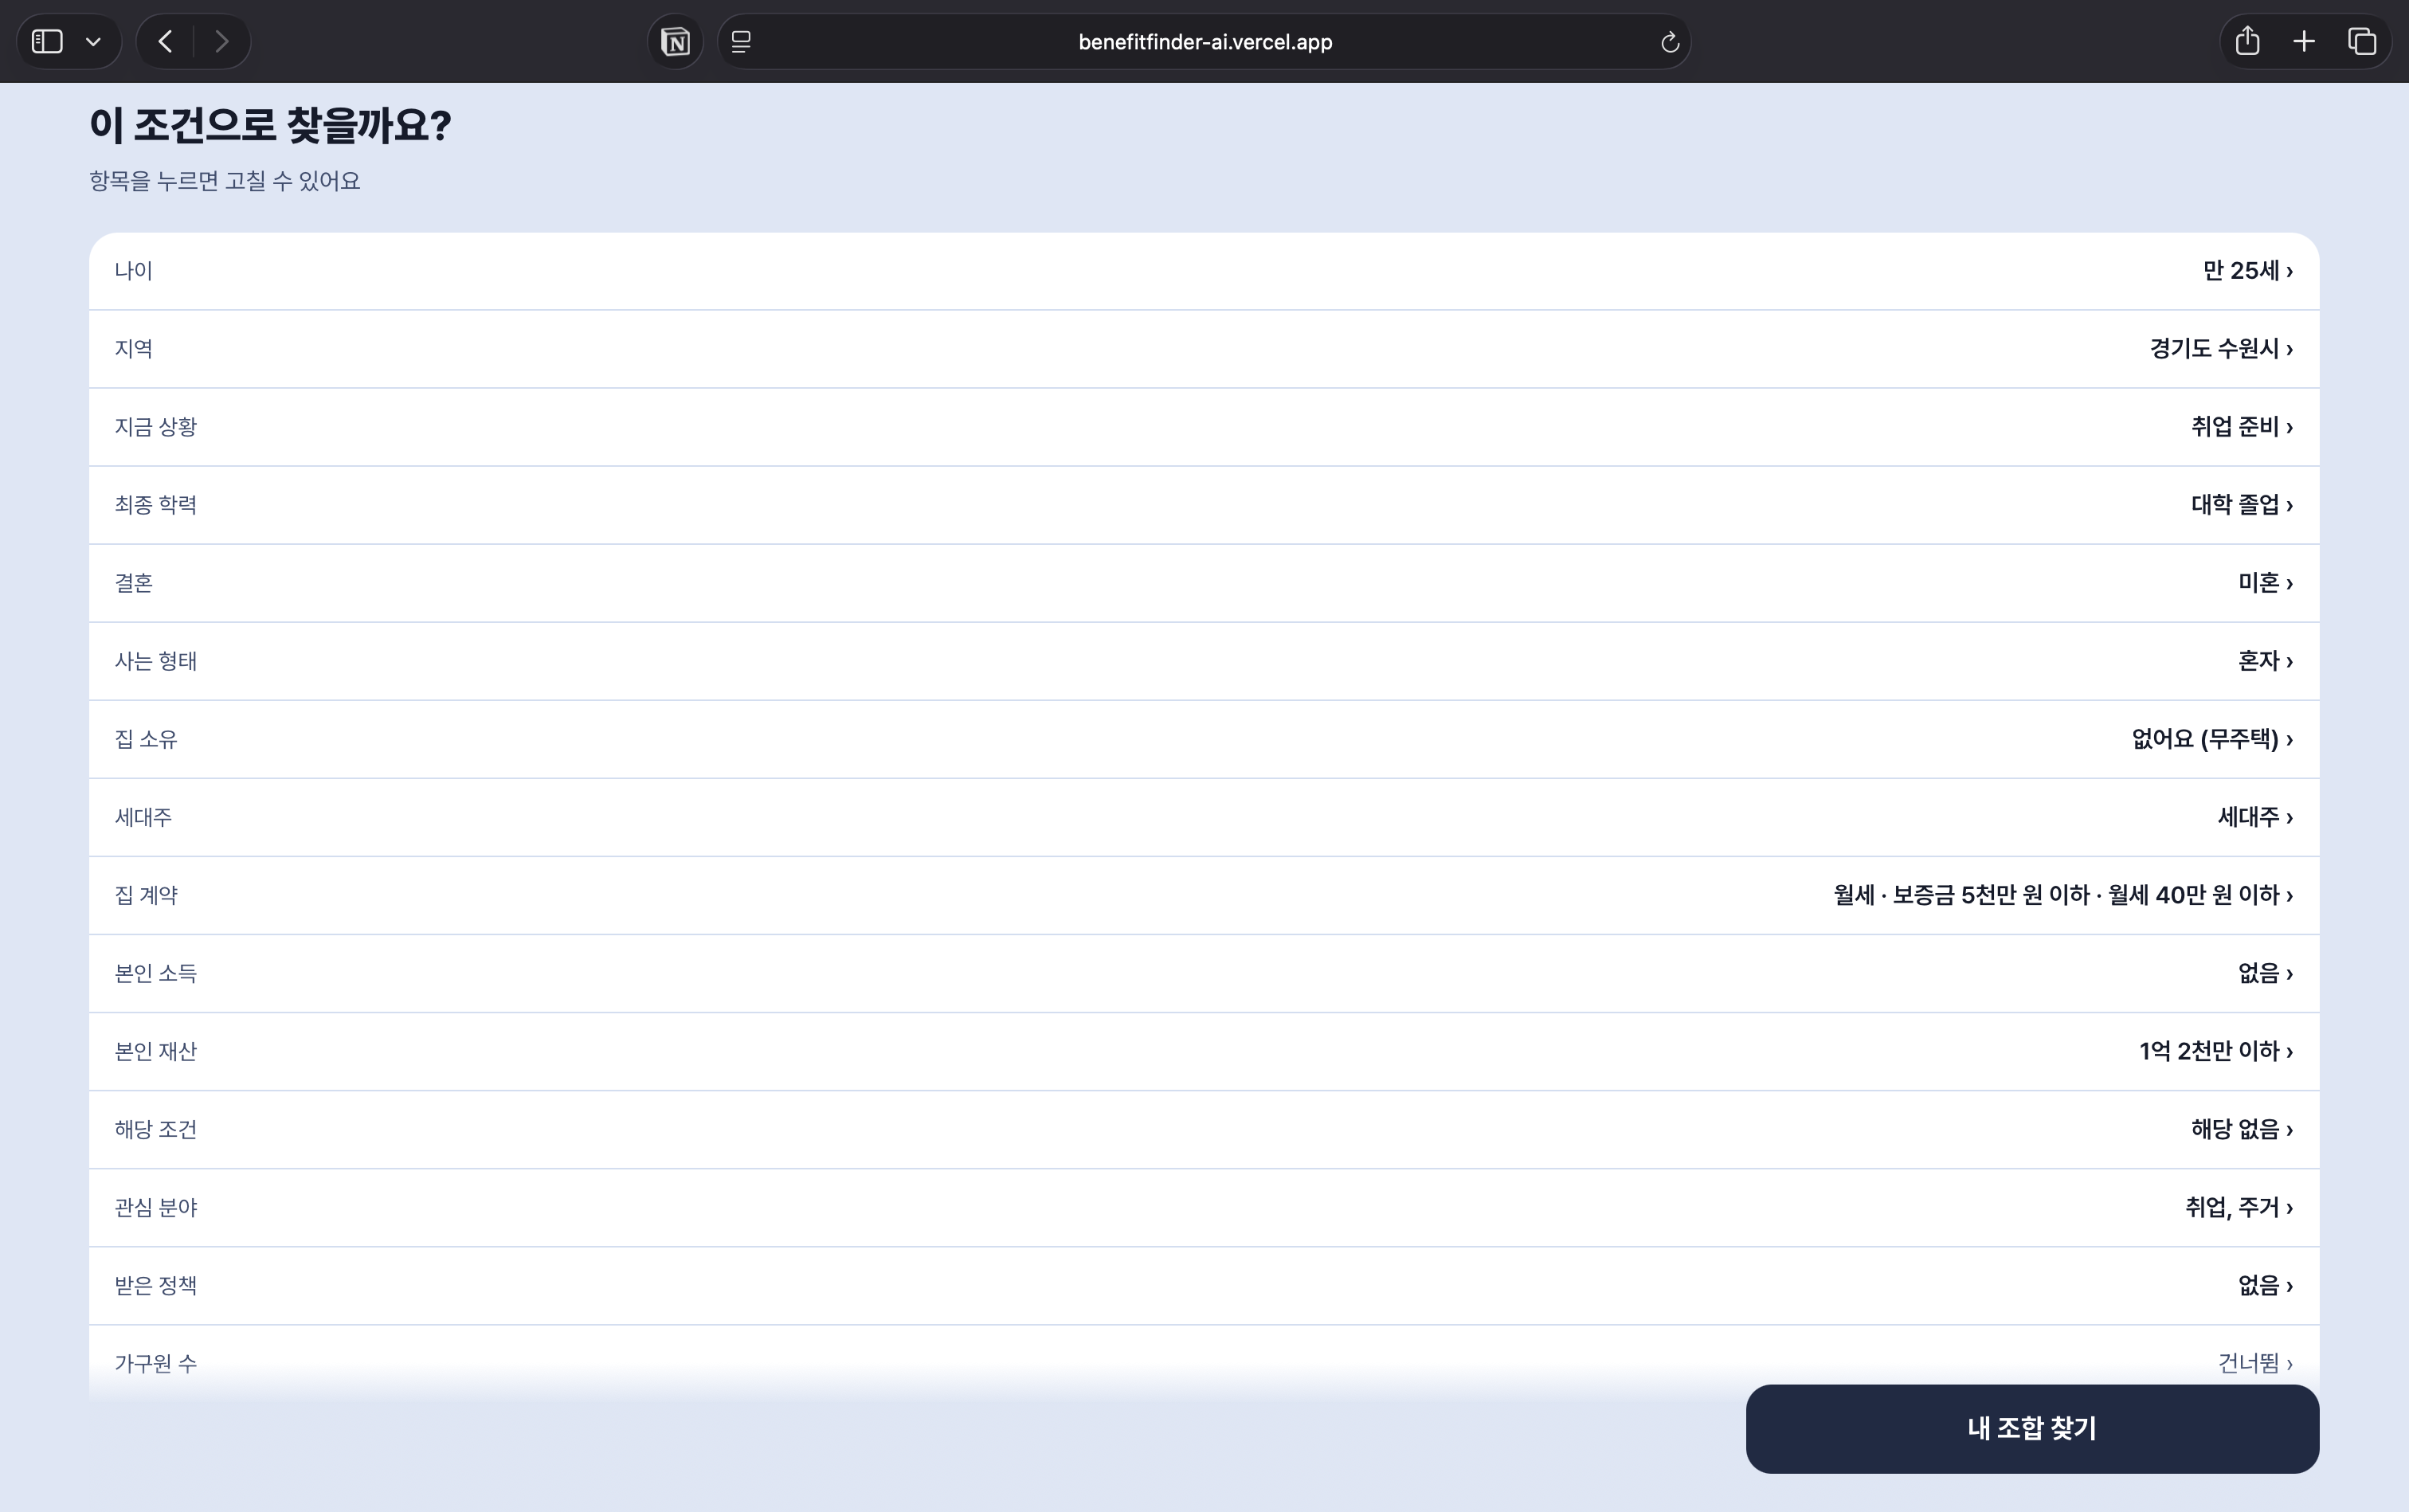 benefitfinder-ai.vercel.app
이 조건으로 찾을까요?
항목을 누르면 고칠 수 있어요
나이 만 25세 ›
지역 경기도 수원시 ›
지금 상황 취업 준비 ›
최종 학력 대학 졸업 ›
결혼 미혼 ›
사는 형태 혼자 ›
집 소유 없어요 (무주택) ›
세대주 세대주 ›
집 계약 월세 · 보증금 5천만 원 이하 · 월세 40만 원 이하 ›
본인 소득 없음 ›
본인 재산 1억 2천만 이하 ›
해당 조건 해당 없음 ›
관심 분야 취업, 주거 ›
받은 정책 없음 ›
가구원 수 건너뜀 ›
내 조합 찾기